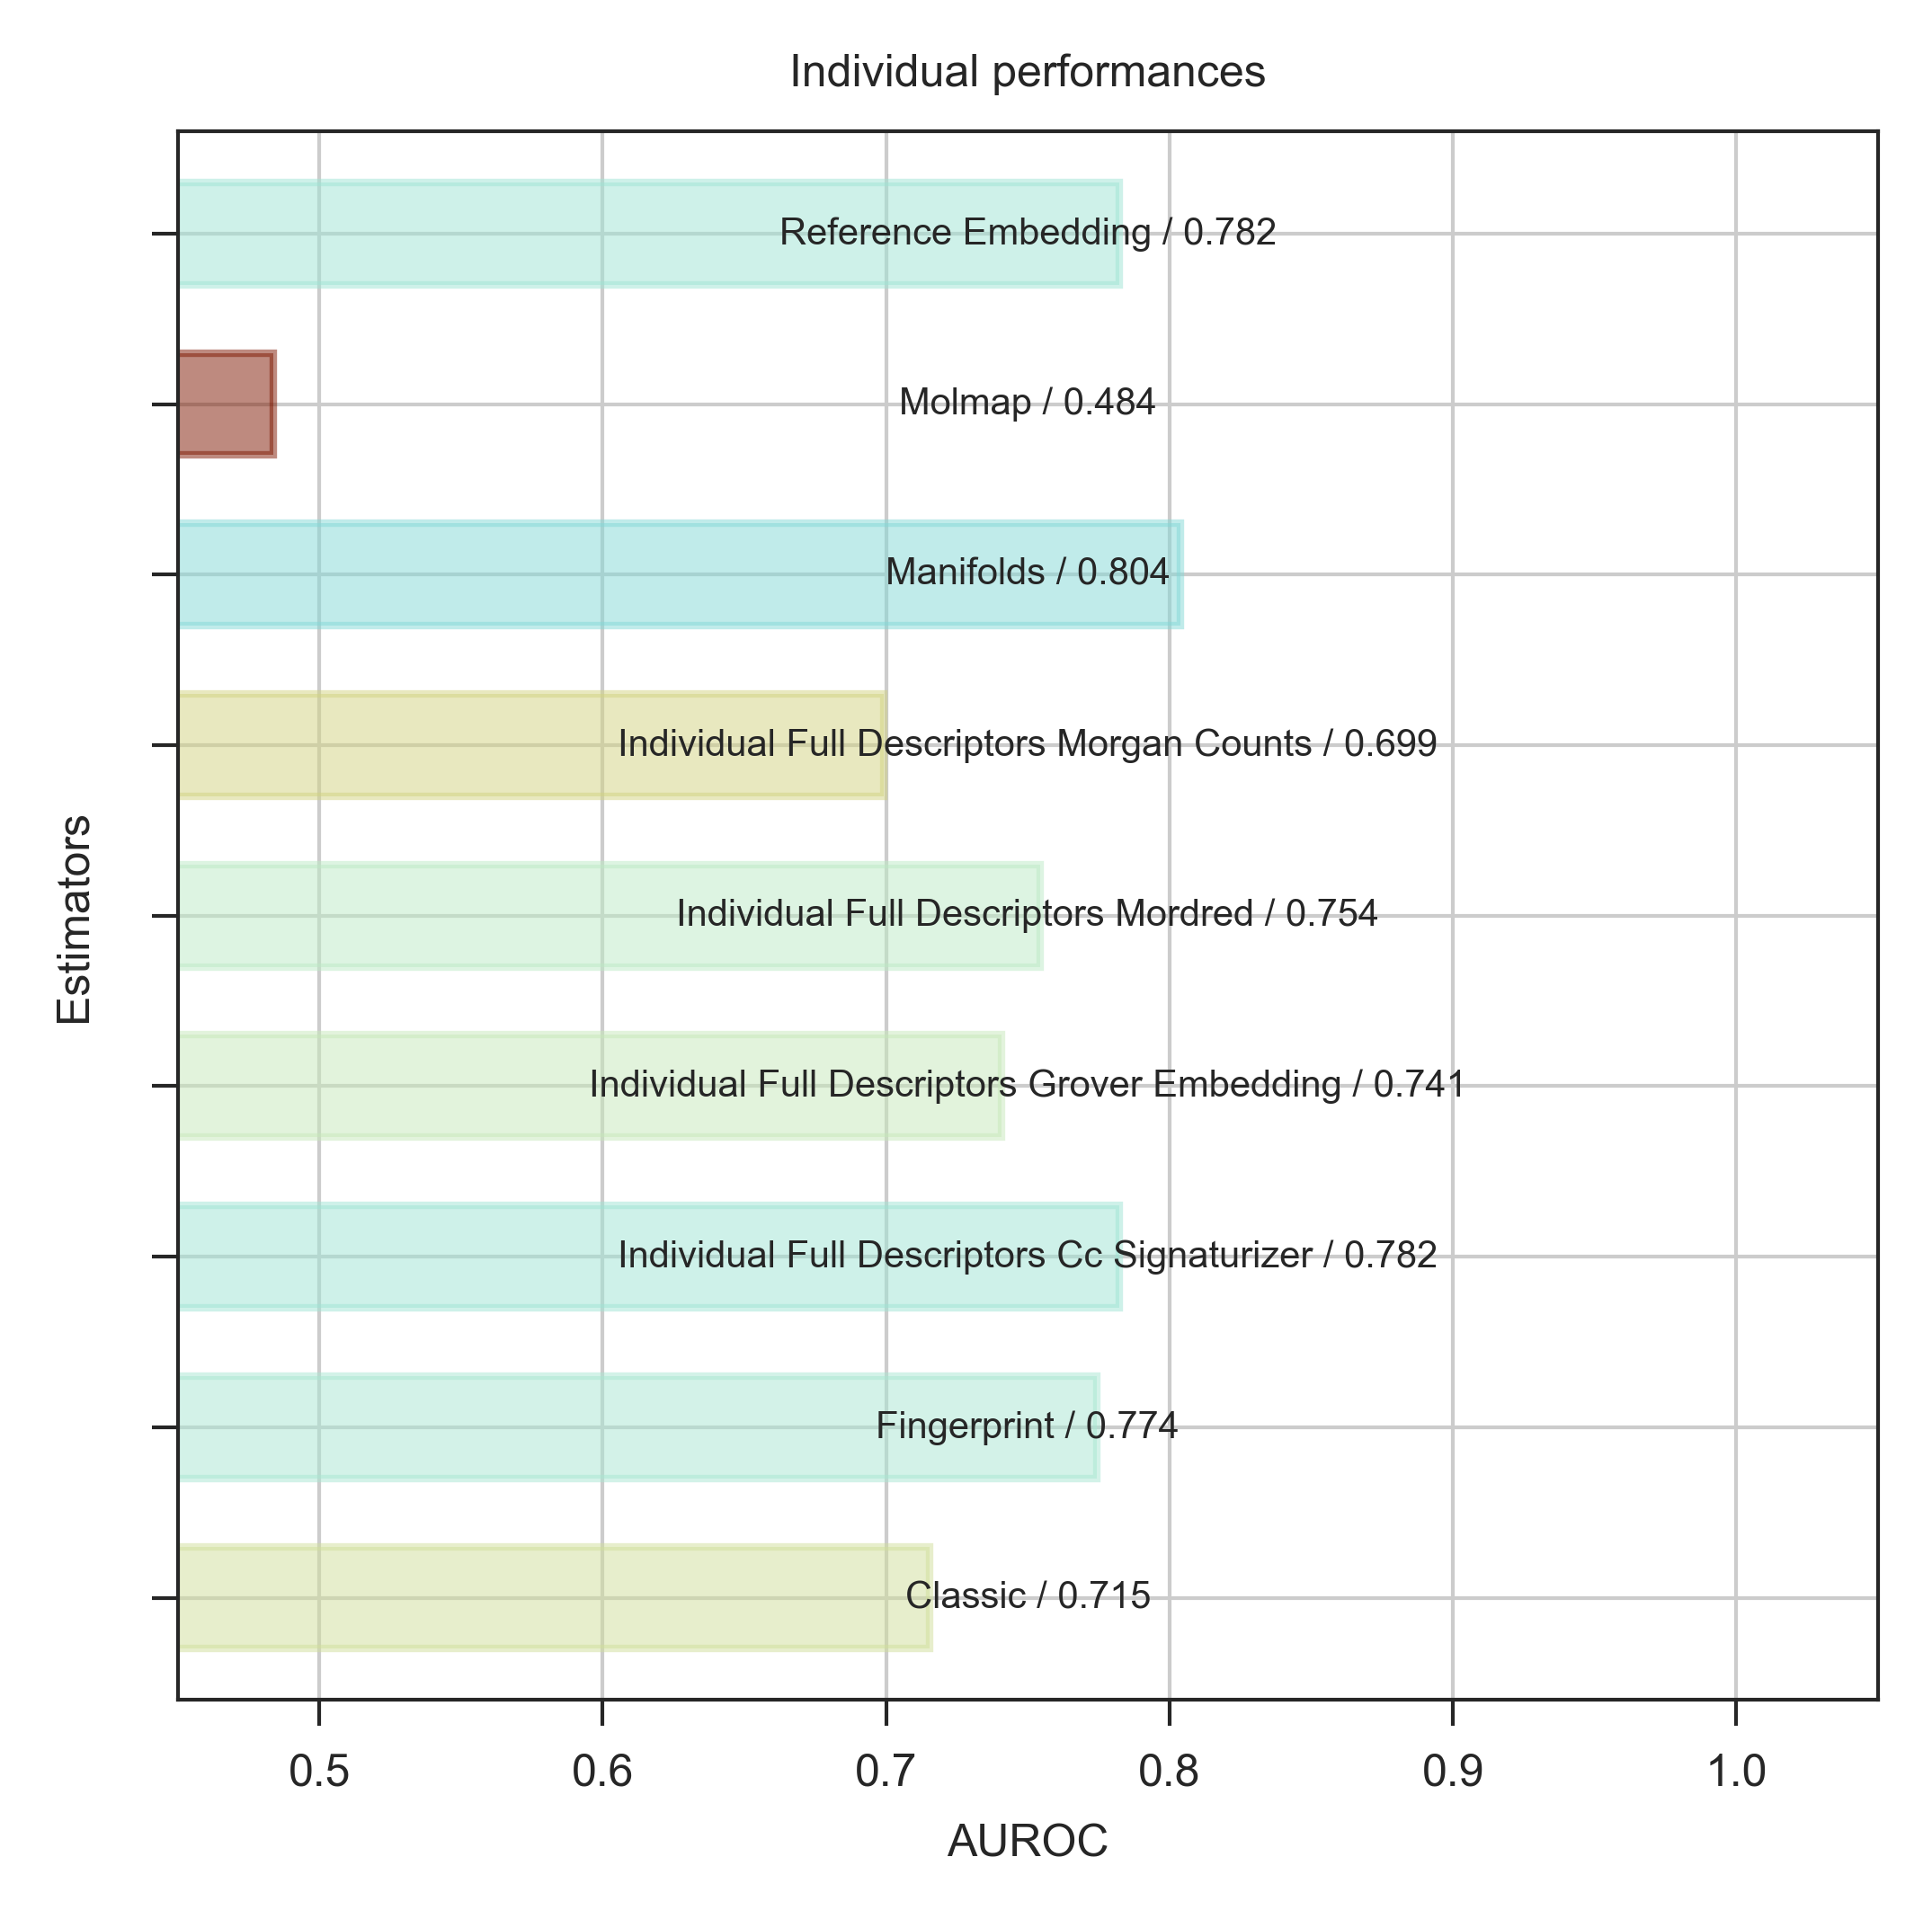 Individual performances
Reference Embedding / 0.782
Molmap / 0.484
Manifolds / 0.804
Individual Full Descriptors Morgan Counts / 0.699
Individual Full Descriptors Mordred / 0.754
Individual Full Descriptors Grover Embedding / 0.741
Individual Full Descriptors Cc Signaturizer / 0.782
Fingerprint / 0.774
Classic / 0.715
Estimators
0.5 0.6 0.7 0.8 0.9 1.0
AUROC